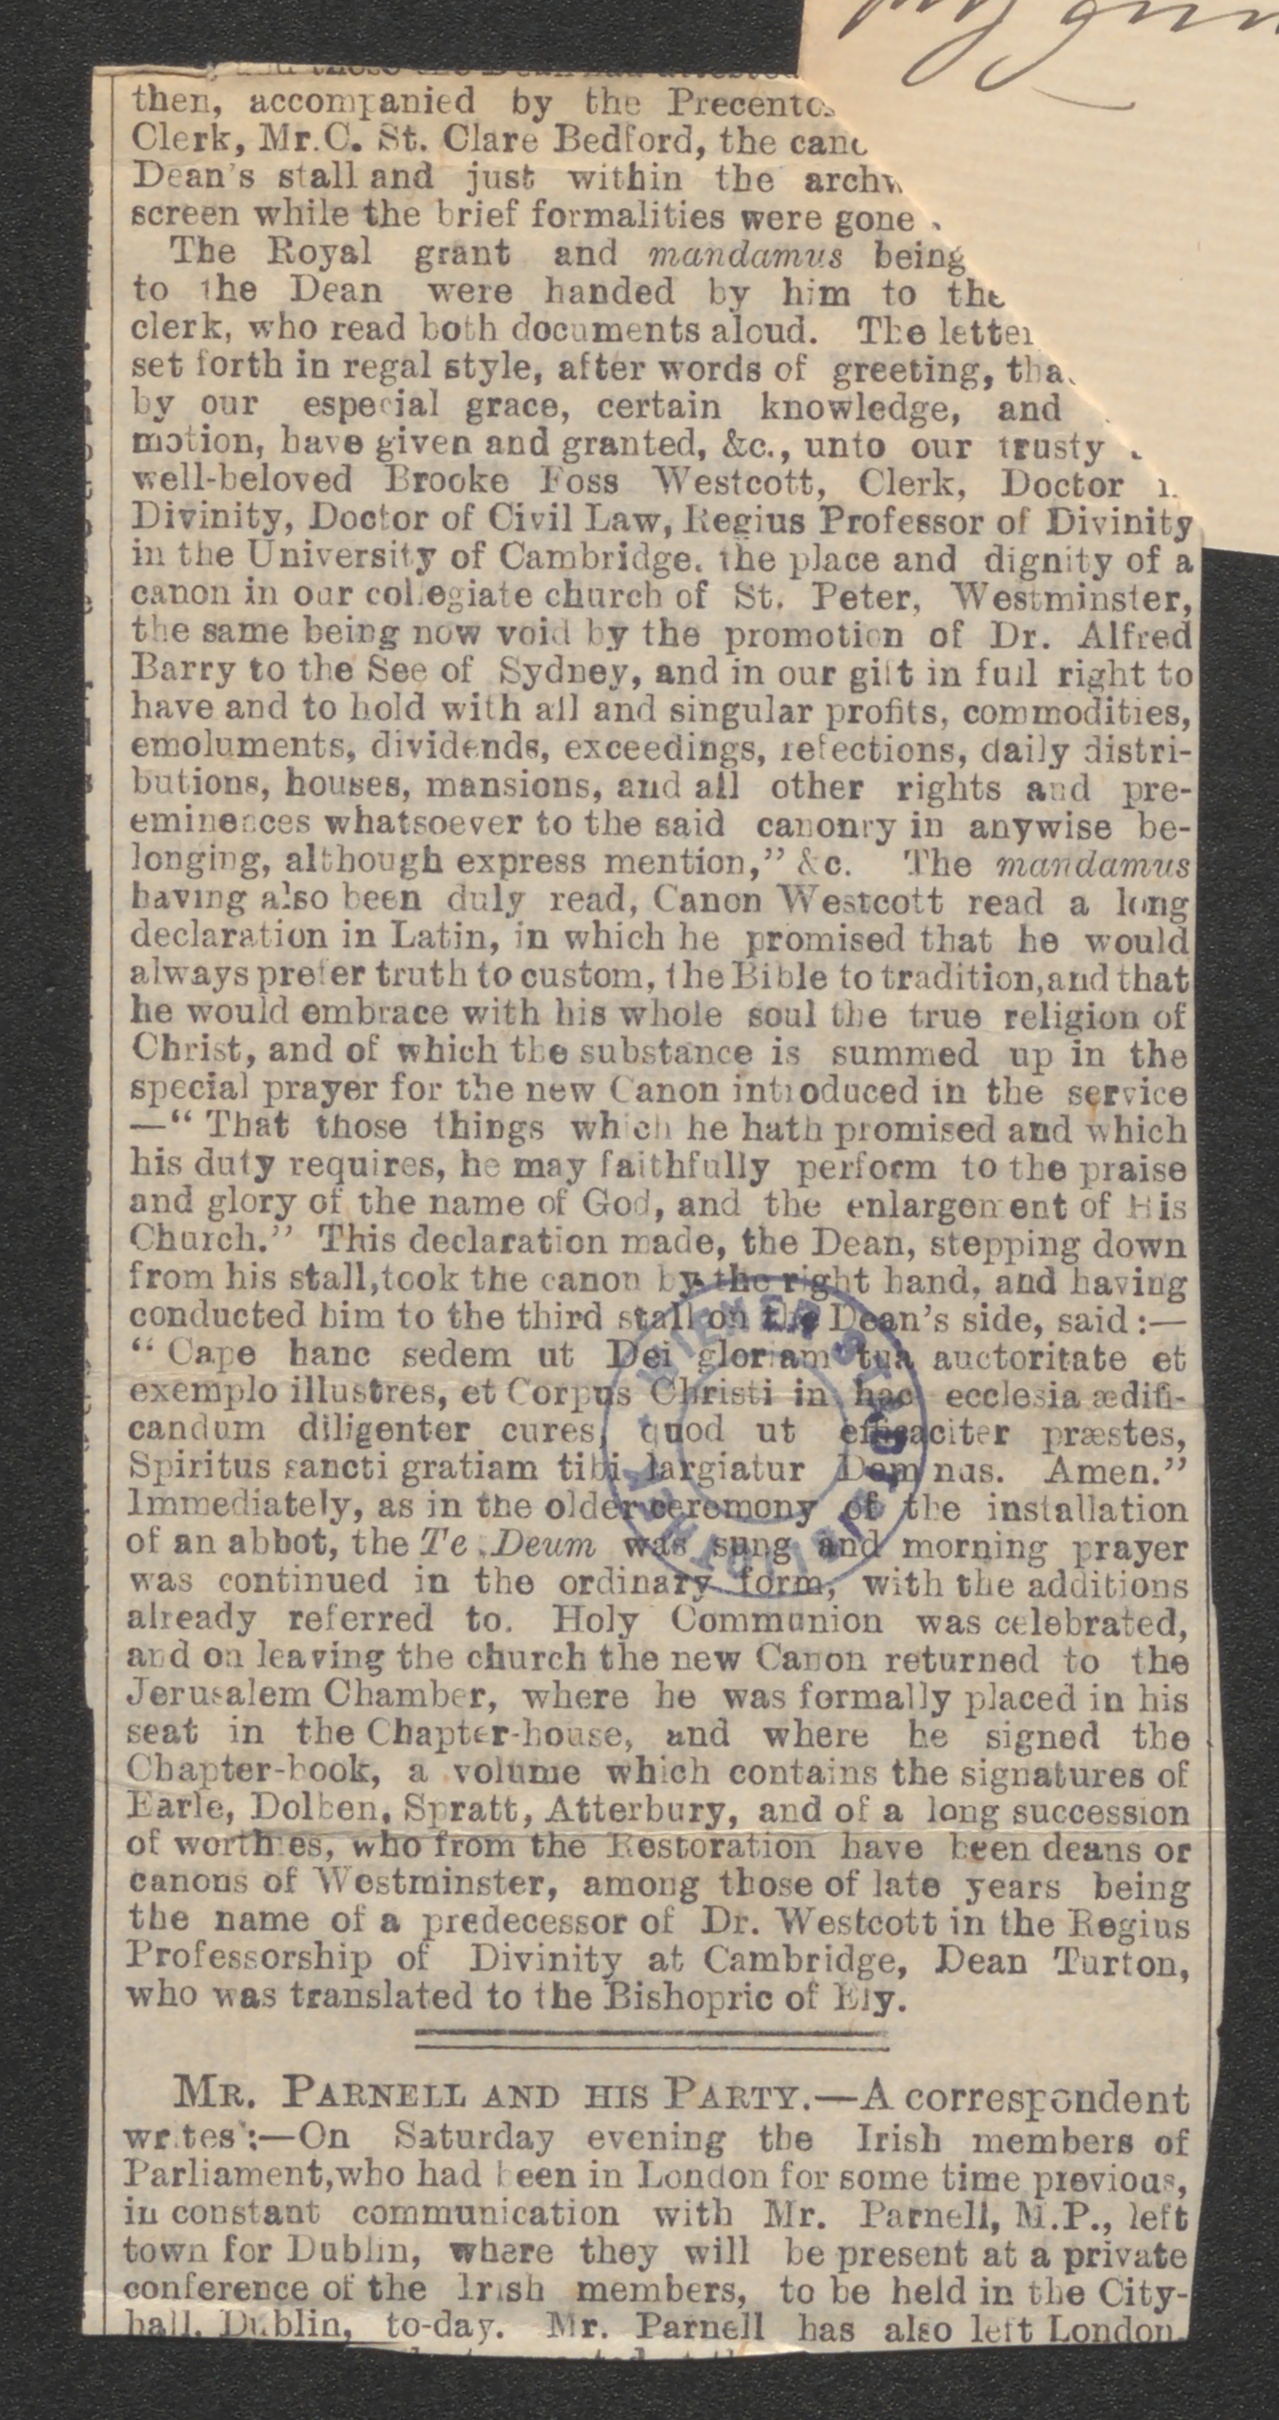 then, accompanied by the
Clerk, Mr. C. St. Clare Bedford, the
Dean's stall and just within the
screen while the brief formalities were gone
The Royal grant and mandamus being
to the Dean were handed by him to the
clerk, who read both documents aloud. The
set forth in regal style, after words of greeting,
by our especial grace, certain knowledge, and
motion, have given and granted, &c., unto our trusty
well-beloved Brooke Foss Westcott, Clerk, Doctor
Divinity, Doctor of Civil Law, Regius Professor of Divinity
in the University of Cambridge, the place and dignity of a
canon in our collegiate church of St. Peter, Westminster,
the same being now void by the promotion of Dr. Alfred
Barry to the See of Sydney, and in our gift in full right to
have and to hold with all and singular profits, commodities,
emoluments, dividends, exceedings, refections, daily distri-
butions, houses, mansions, and all other rights and pre-
eminences whatsoever to the said canonry in anywise be-
longing, although express mention," &c. The mandamus
having also been duly read, Canon Westcott read a long
declaration in Latin, in which he promised that he would
always prefer truth to custom, the Bible to tradition, and that
he would embrace with his whole soul the true religion of
Christ, and of which the substance is summed up in the
special prayer for the new Canon introduced in the service
—"That those things which he hath promised and which
his duty requires, he may faithfully perform to the praise
and glory of the name of God, and the enlargement of His
Church." This declaration made, the Dean, stepping down
from his stall, took the canon by the right hand, and having
conducted him to the third stall on the Dean's side, said:—
"Cape hanc sedem ut Dei gloriam tua auctoritate et
exemplo illustres, et Corpus Christi in hac ecclesia ædifi-
candum diligenter cures, quod ut efficaciter præstes,
Spiritus sancti gratiam tibi largiatur Dominus. Amen."
Immediately, as in the older ceremony of the installation
of an abbot, the Te Deum was sung and morning prayer
was continued in the ordinary form, with the additions
already referred to. Holy Communion was celebrated,
and on leaving the church the new Canon returned to the
Jerusalem Chamber, where he was formally placed in his
seat in the Chapter-house, and where he signed the
Chapter-book, a volume which contains the signatures of
Earle, Dolben, Spratt, Atterbury, and of a long succession
of worthies, who from the Restoration have been deans or
canons of Westminster, among those of late years being
the name of a predecessor of Dr. Westcott in the Regius
Professorship of Divinity at Cambridge, Dean Turton,
who was translated to the Bishopric of Ely.
MR. PARNELL AND HIS PARTY.—A correspondent
writes:—On Saturday evening the Irish members of
Parliament, who had been in London for some time previous,
in constant communication with Mr. Parnell, M.P., left
town for Dublin, where they will be present at a private
conference of the Irish members, to be held in the City-
hall, Dublin, to-day. Mr. Parnell has also left London.